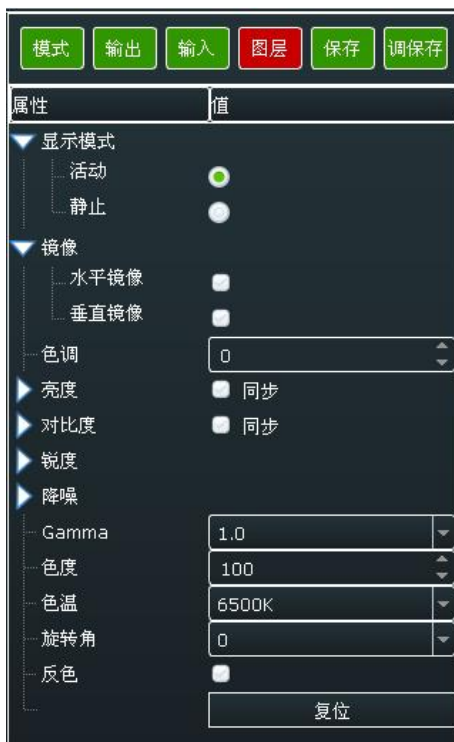 模式 输出 输入 图层 保存 调保存
属性 值
显示模式
活动
静止
镜像
水平镜像
垂直镜像
色调 0
亮度 同步
对比度 同步
锐度
降噪
Gamma 1.0
色度 100
色温 6500K
旋转角 0
反色
复位